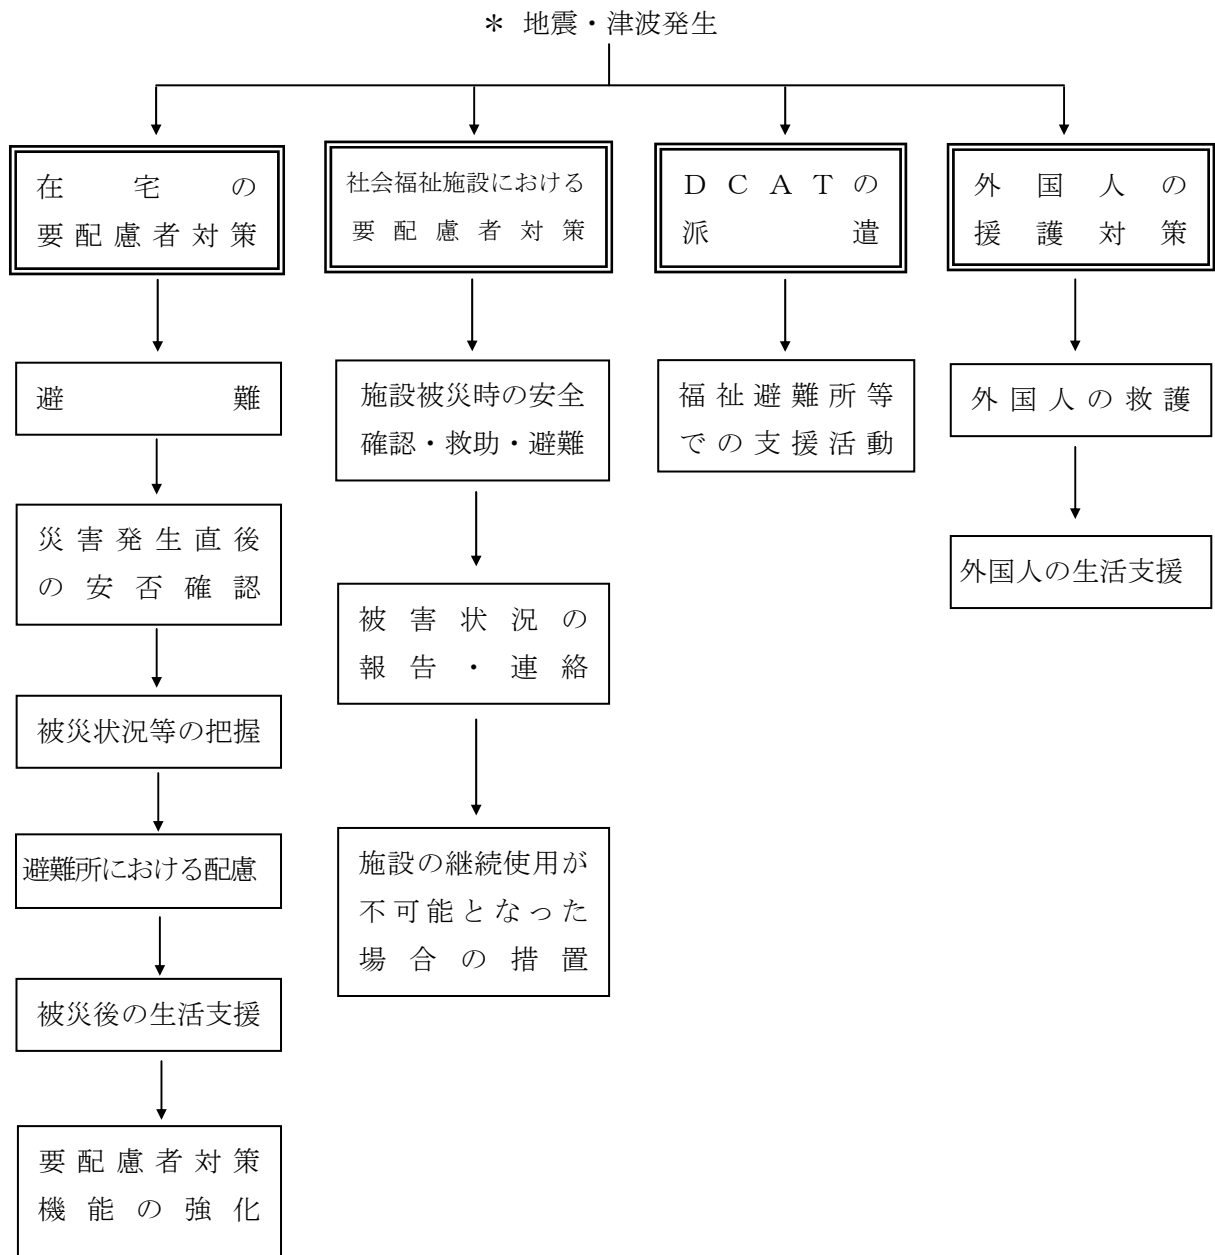 ＊ 地震・津波発生
在宅の
要配慮者対策
社会福祉施設における
要配慮者対策
ＤＣＡＴの
派遣
外国人の
援護対策
避難
災害発生直後
の安否確認
被災状況等の把握
避難所における配慮
被災後の生活支援
要配慮者対策
機能の強化
施設被災時の安全
確認・救助・避難
被害状況の
報告・連絡
施設の継続使用が
不可能となった
場合の措置
福祉避難所等
での支援活動
外国人の救護
外国人の生活支援